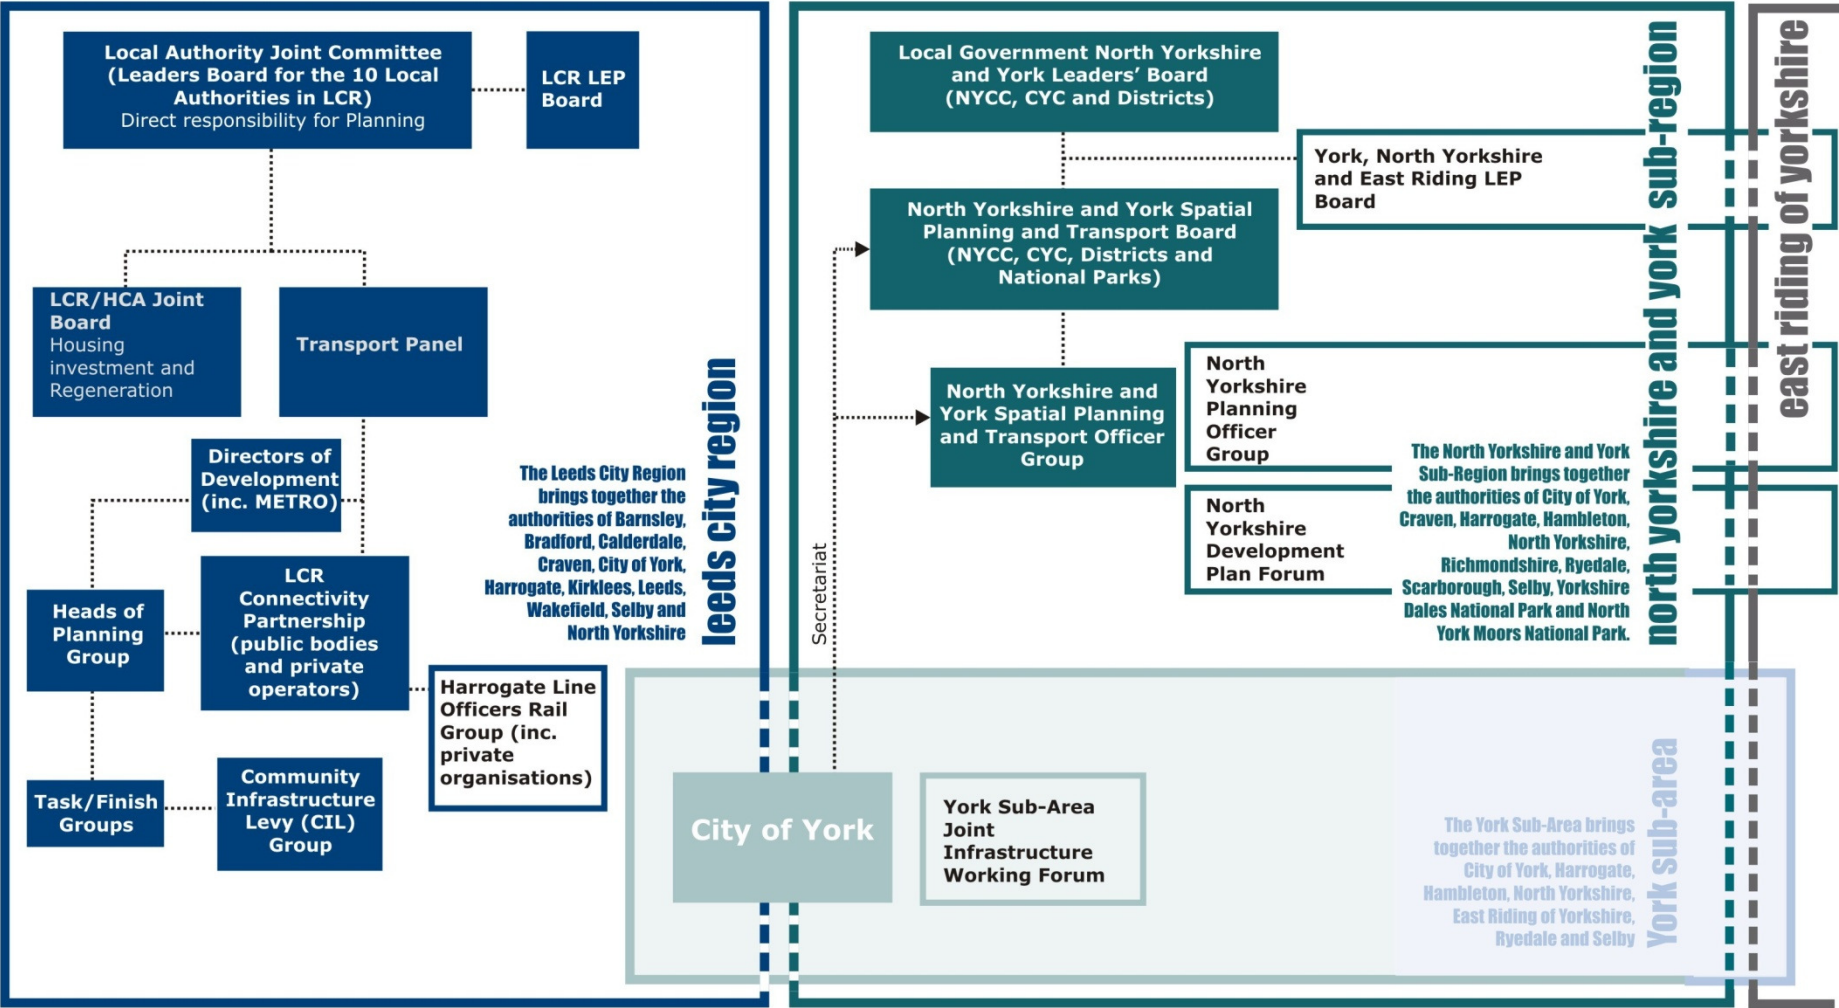 Local Authority Joint Committee
(Leaders Board for the 10 Local
Authorities in LCR)
Direct responsibility for Planning
LCR LEP
Board
LCR/HCA Joint
Board
Housing
investment and
Regeneration
Transport Panel
Directors of
Development
(inc. METRO)
LCR
Connectivity
Partnership
(public bodies
and private
operators)
Heads of
Planning
Group
Harrogate Line
Officers Rail
Group (inc.
private
organisations)
Task/Finish
Groups
Community
Infrastructure
Levy (CIL)
Group
The Leeds City Region
brings together the
authorities of Barnsley,
Bradford, Calderdale,
Craven, City of York,
Harrogate, Kirklees, Leeds,
Wakefield, Selby and
North Yorkshire
leeds city region
Local Government North Yorkshire
and York Leaders’ Board
(NYCC, CYC and Districts)
York, North Yorkshire
and East Riding LEP
Board
North Yorkshire and York Spatial
Planning and Transport Board
(NYCC, CYC, Districts and
National Parks)
North Yorkshire and
York Spatial Planning
and Transport Officer
Group
North
Yorkshire
Planning
Officer
Group
North
Yorkshire
Development
Plan Forum
The North Yorkshire and York
Sub-Region brings together
the authorities of City of York,
Craven, Harrogate, Hambleton,
North Yorkshire,
Richmondshire, Ryedale,
Scarborough, Selby, Yorkshire
Dales National Park and North
York Moors National Park.
north yorkshire and york sub-region
east riding of yorkshire
Secretariat
City of York
York Sub-Area
Joint
Infrastructure
Working Forum
The York Sub-Area brings
together the authorities of
City of York, Harrogate,
Hambleton, North Yorkshire,
East Riding of Yorkshire,
Ryedale and Selby
York sub-area